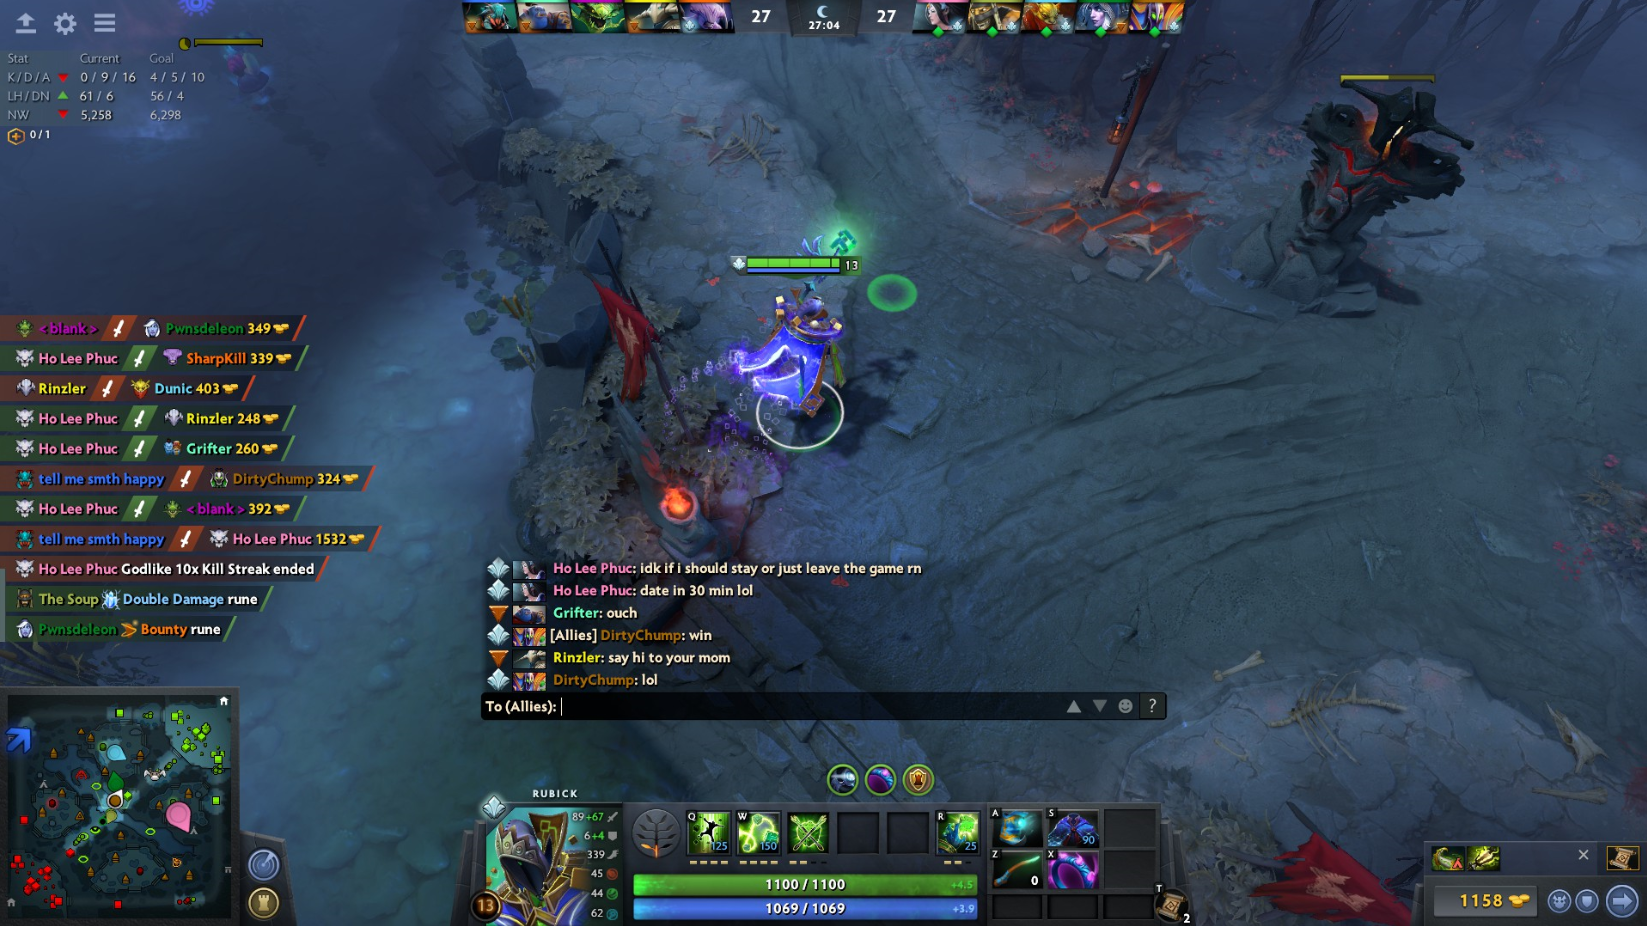 27
27:04
27
Stat Current Goal
K / D / A 0 / 9 / 16 4 / 5 / 10
LH / DN 61 / 6 56 / 4
NW 5,258 6,298
0 / 1
13
<blank> Pwnsdeleon 349
Ho Lee Phuc SharpKill 339
Rinzler Dunic 403
Ho Lee Phuc Rinzler 248
Ho Lee Phuc Grifter 260
tell me smth happy DirtyChump 324
Ho Lee Phuc <blank> 392
tell me smth happy Ho Lee Phuc 1532
Ho Lee Phuc Godlike 10x Kill Streak ended
The Soup Double Damage rune
Pwnsdeleon Bounty rune
Ho Lee Phuc: idk if i should stay or just leave the game rn
Ho Lee Phuc: date in 30 min lol
Grifter: ouch
[Allies] DirtyChump: win
Rinzler: say hi to your mom
DirtyChump: lol
To (Allies):
?
RUBICK
89+67
6+4
339
45
44
62
13
Q 125
W 150
R 25
1100 / 1100 +4.5
1069 / 1069 +3.9
A
S 90
Z 0
X
T 2
1158